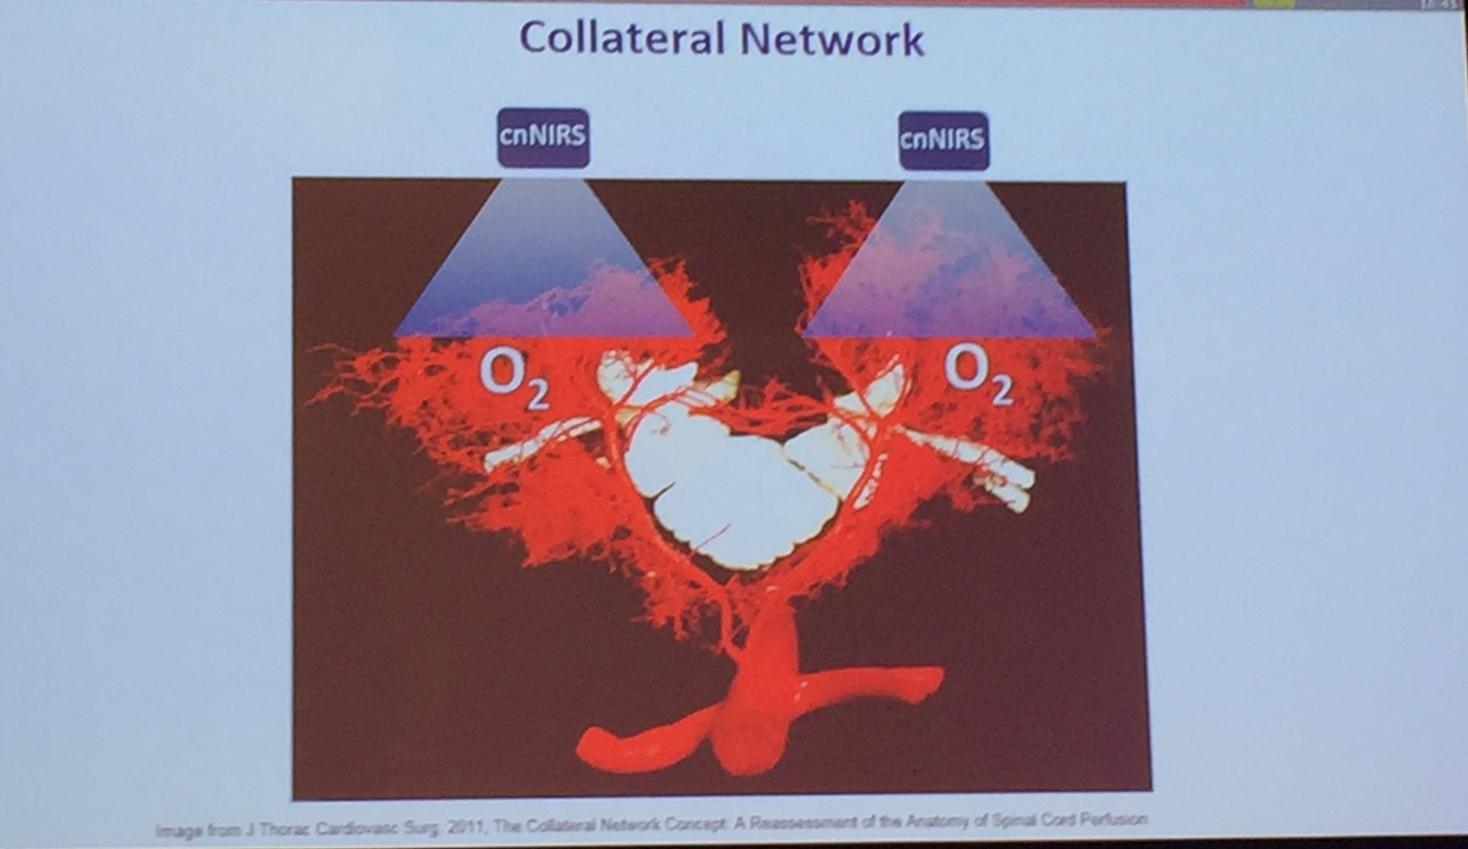 Collateral Network
cnNIRS
cnNIRS
O2
O2
Image from J Thorac Cardiovasc Surg. 2011, The Collateral Network Concept: A Reassessment of the Anatomy of Spinal Cord Perfusion